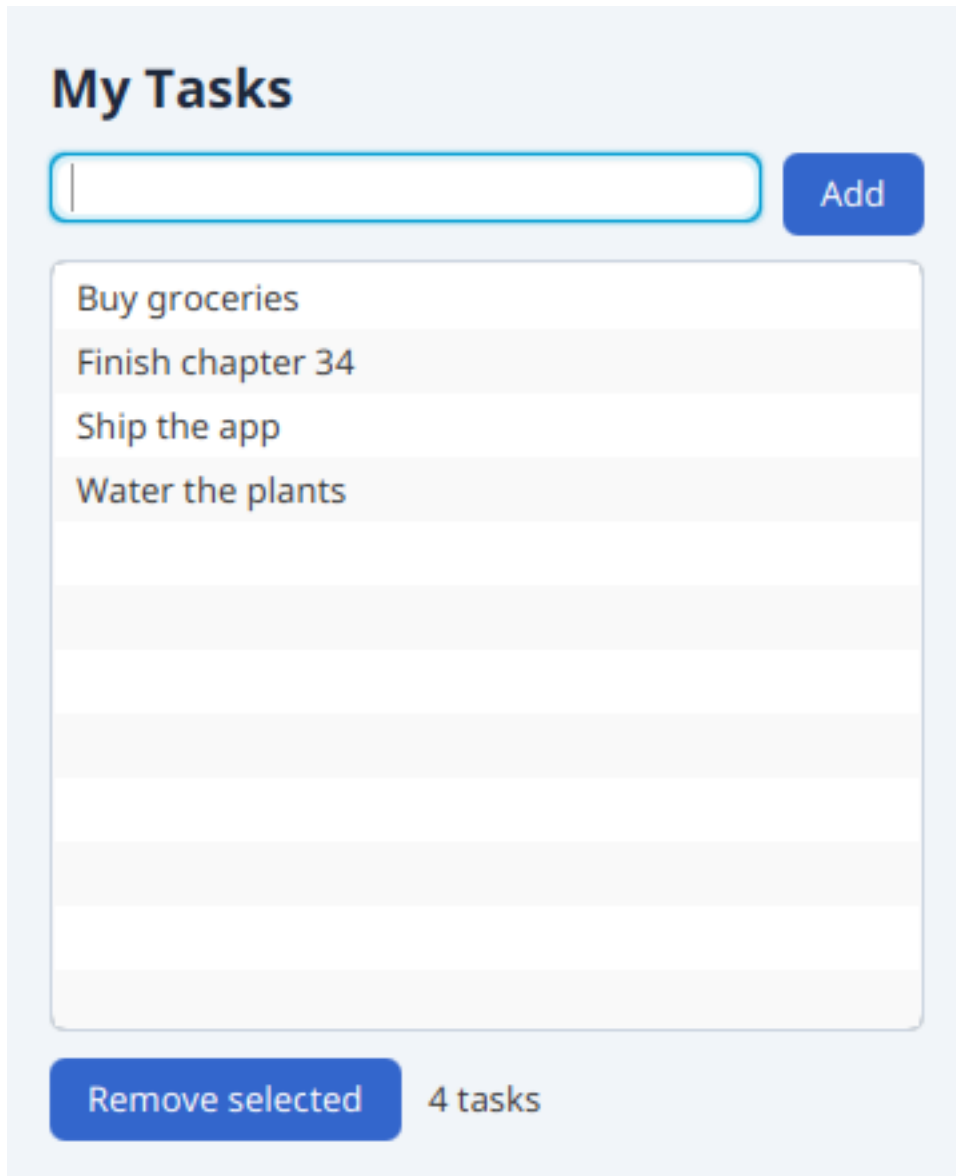 My Tasks
Add
Buy groceries
Finish chapter 34
Ship the app
Water the plants
Remove selected 4 tasks